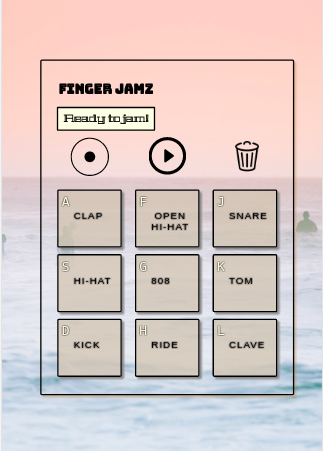 FINGER JAMZ
Ready to jam!
A F J
CLAP OPEN HI-HAT SNARE
S G K
HI-HAT 808 TOM
D H L
KICK RIDE CLAVE